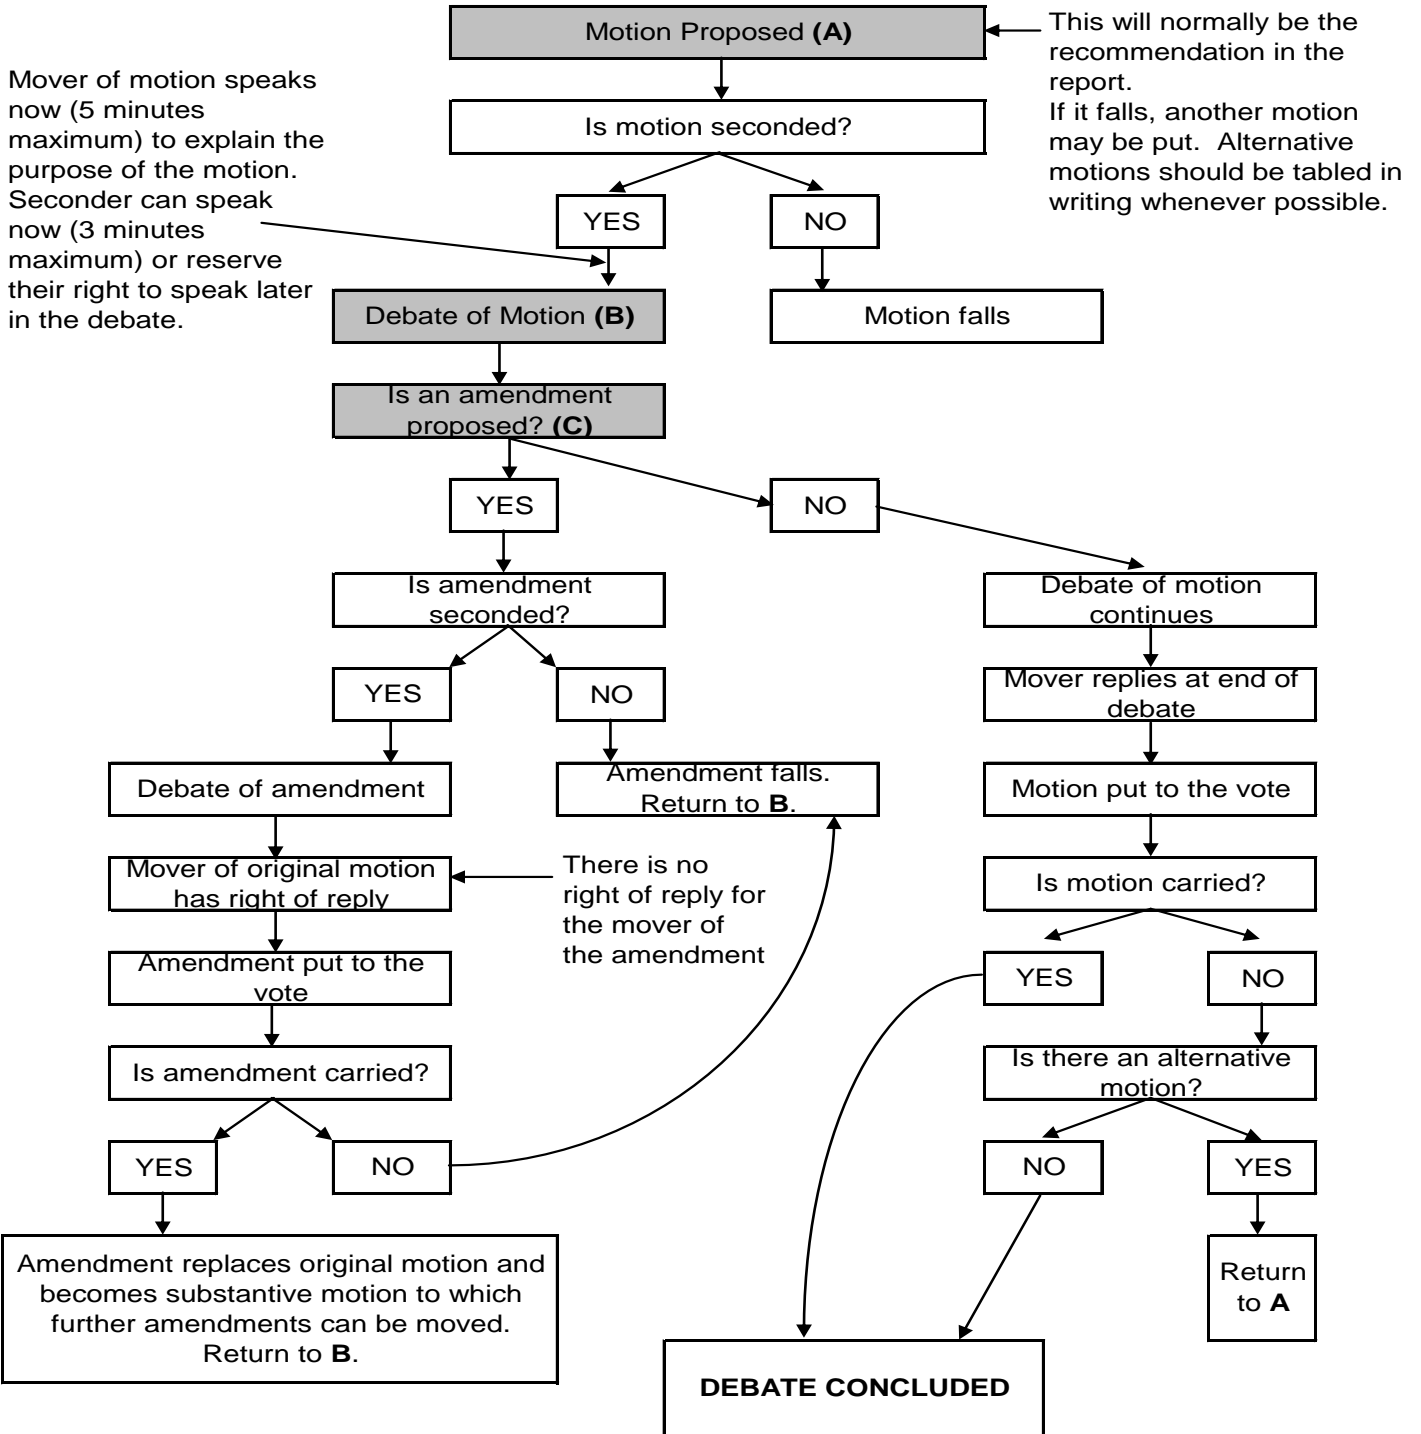 Motion Proposed (A)
This will normally be the
recommendation in the
report.
If it falls, another motion
may be put. Alternative
motions should be tabled in
writing whenever possible.
Mover of motion speaks
now (5 minutes
maximum) to explain the
purpose of the motion.
Seconder can speak
now (3 minutes
maximum) or reserve
their right to speak later
in the debate.
Is motion seconded?
YES
NO
Debate of Motion (B)
Motion falls
Is an amendment
proposed? (C)
YES
NO
Is amendment
seconded?
Debate of motion
continues
YES
NO
Mover replies at end of
debate
Debate of amendment
Amendment falls.
Return to B.
Motion put to the vote
Mover of original motion
has right of reply
There is no
right of reply for
the mover of
the amendment
Is motion carried?
Amendment put to the
vote
YES
NO
Is amendment carried?
Is there an alternative
motion?
YES
NO
NO
YES
Amendment replaces original motion and
becomes substantive motion to which
further amendments can be moved.
Return to B.
Return
to A
DEBATE CONCLUDED